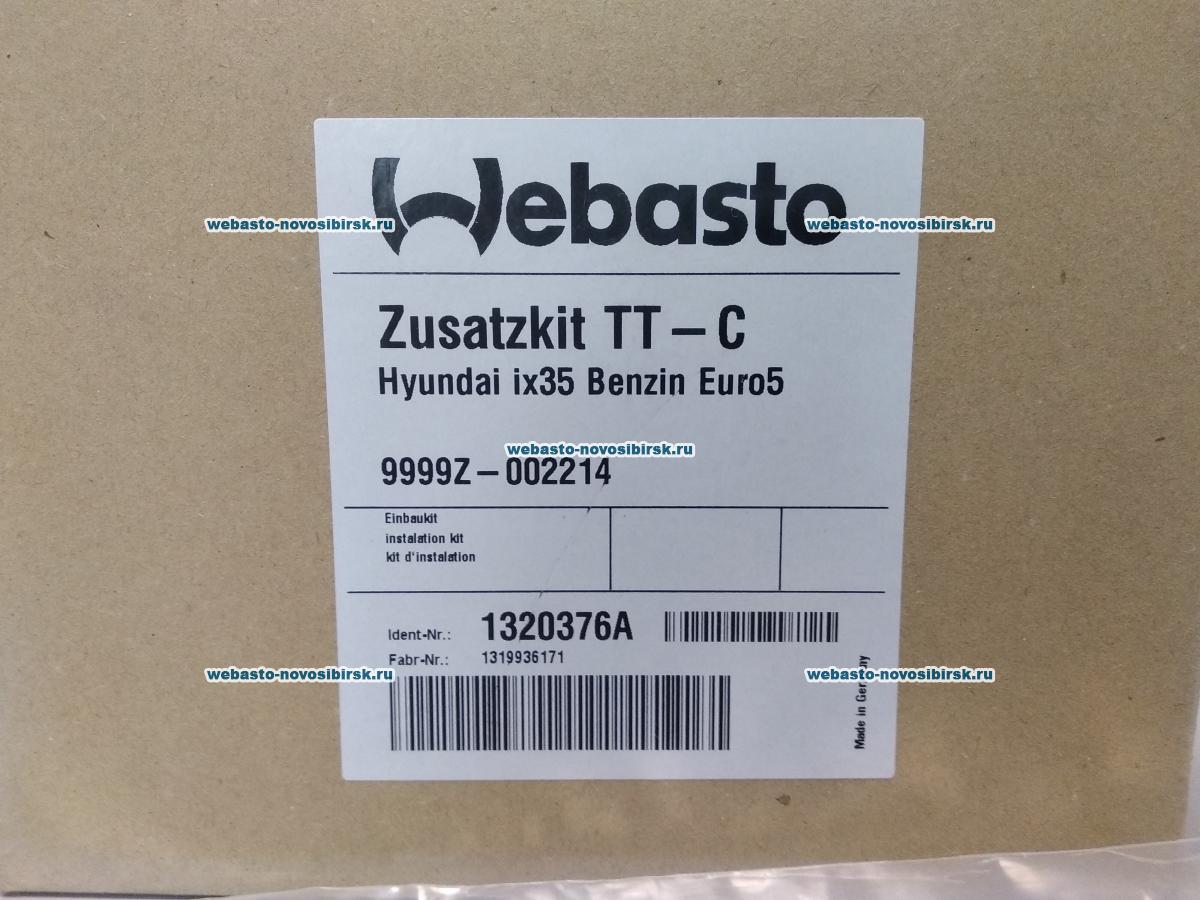 Webasto
webasto-novosibirsk.ru webasto-novosibirsk.ru
Zusatzkit TT – C
Hyundai ix35 Benzin Euro5
webasto-novosibirsk.ru
9999Z – 002214
Einbaukit
instalation kit
kit d'instalation
Ident-Nr.: 1320376A
Fabr-Nr.: 1319936171
webasto-novosibirsk.ru webasto-novosibirsk.ru
Made in Germany